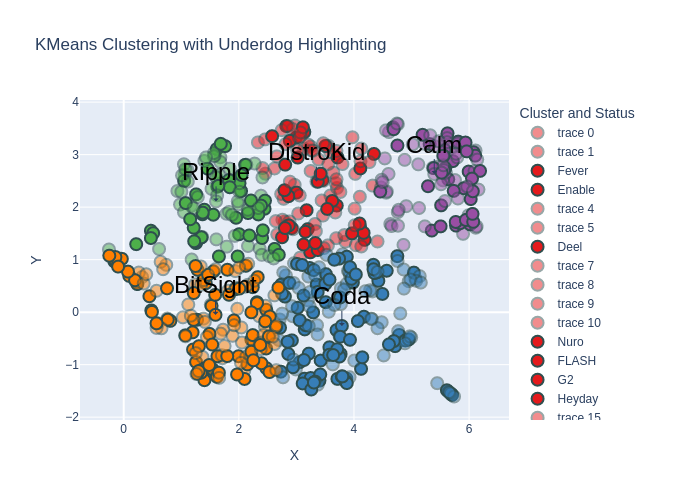 KMeans Clustering with Underdog Highlighting
Cluster and Status
trace 0
trace 1
Fever
Enable
trace 4
trace 5
Deel
trace 7
trace 8
trace 9
trace 10
Nuro
FLASH
G2
Heyday
trace 15
Ripple
DistroKid
Calm
BitSight
Coda
4
3
2
1
0
−1
−2
0
2
4
6
X
Y